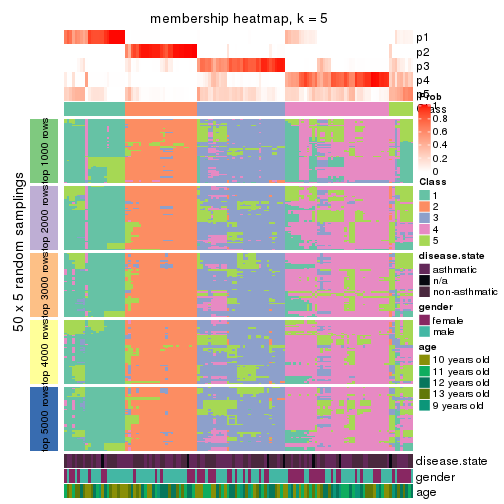 membership heatmap, k = 5
p1
p2
p3
p4
p5
Prob
Class
1
0.8
0.6
0.4
0.2
0
Class
1
2
3
4
5
disease.state
asthmatic
n/a
non-asthmatic
gender
female
male
age
10 years old
11 years old
12 years old
13 years old
9 years old
50 x 5 random samplings
top 1000 rows
top 2000 rows
top 3000 rows
top 4000 rows
top 5000 rows
disease.state
gender
age